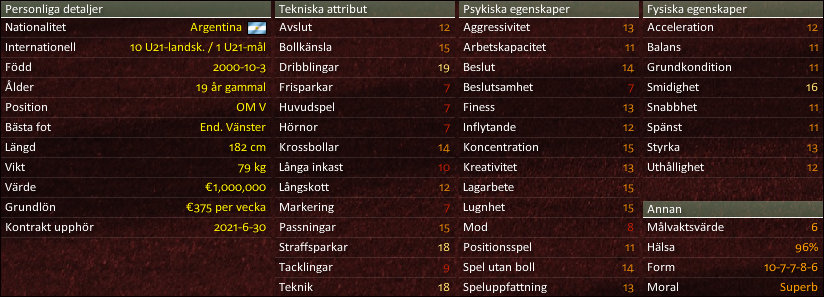 Personliga detaljer
Nationalitet Argentina
Internationell 10 U21-landsk. / 1 U21-mål
Född 2000-10-3
Ålder 19 år gammal
Position OM V
Bästa fot End. Vänster
Längd 182 cm
Vikt 79 kg
Värde €1,000,000
Grundlön €375 per vecka
Kontrakt upphör 2021-6-30
Tekniska attribut
Avslut 12
Bollkänsla 15
Dribblingar 19
Frisparkar 7
Huvudspel 7
Hörnor 7
Krossbollar 14
Långa inkast 10
Långskott 12
Markering 7
Passningar 15
Straffsparkar 18
Tacklingar 9
Teknik 18
Psykiska egenskaper
Aggressivitet 13
Arbetskapacitet 11
Beslut 14
Beslutsamhet 7
Finess 13
Inflytande 12
Koncentration 15
Kreativitet 13
Lagarbete 15
Lugnhet 15
Mod 8
Positionsspel 11
Spel utan boll 14
Speluppfattning 13
Fysiska egenskaper
Acceleration 12
Balans 11
Grundkondition 11
Smidighet 16
Snabbhet 11
Spänst 11
Styrka 13
Uthållighet 12
Annan
Målvaktsvärde 6
Hälsa 96%
Form 10-7-7-8-6
Moral Superb